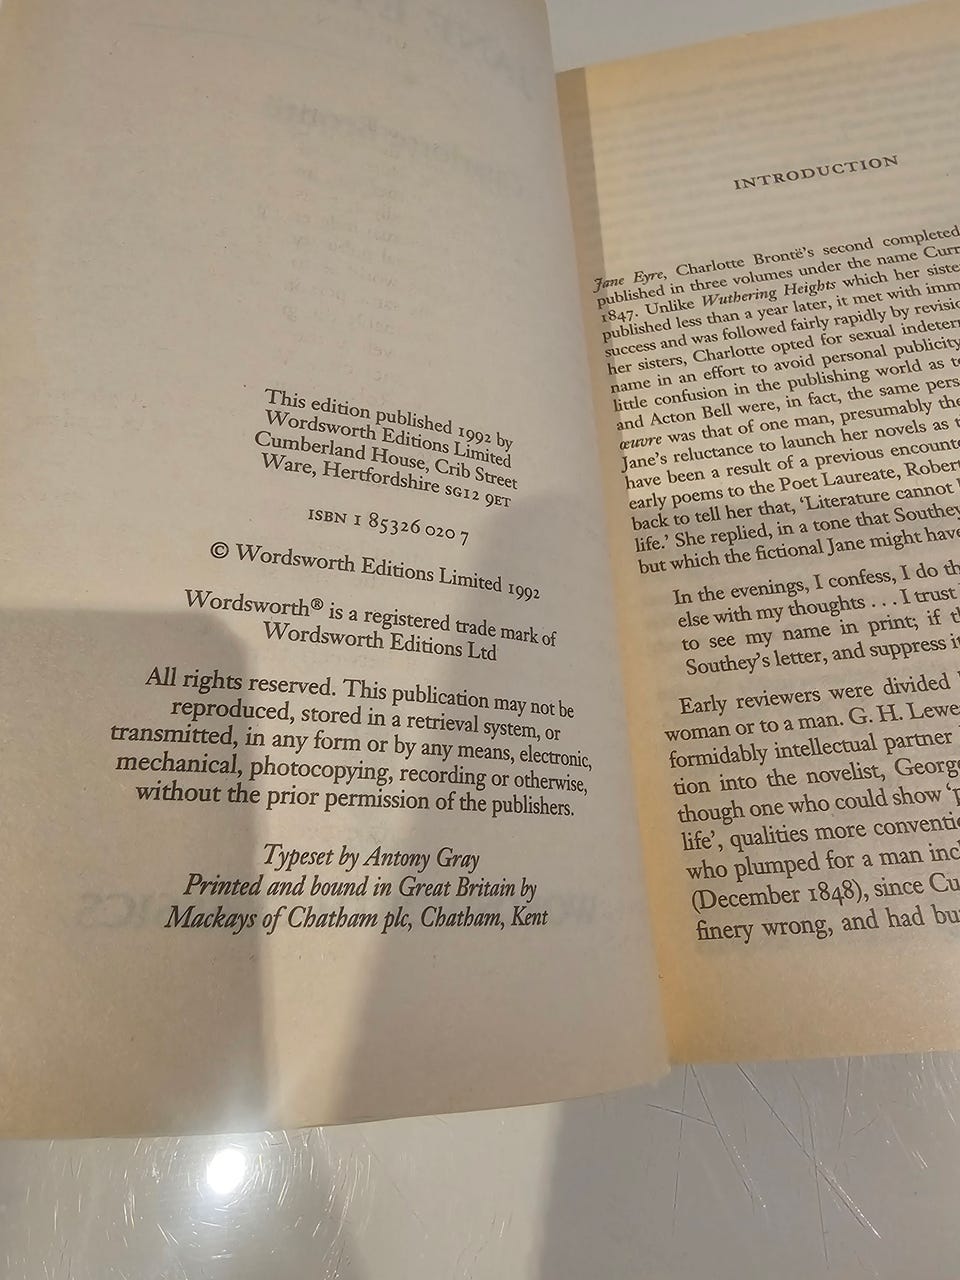 This edition published 1992 by
Wordsworth Editions Limited
Cumberland House, Crib Street
Ware, Hertfordshire SG12 9ET
ISBN 1 85326 020 7
© Wordsworth Editions Limited 1992
Wordsworth® is a registered trade mark of
Wordsworth Editions Ltd
All rights reserved. This publication may not be
reproduced, stored in a retrieval system, or
transmitted, in any form or by any means, electronic,
mechanical, photocopying, recording or otherwise,
without the prior permission of the publishers.
Typeset by Antony Gray
Printed and bound in Great Britain by
Mackays of Chatham plc, Chatham, Kent
INTRODUCTION
Jane Eyre, Charlotte Brontë's second completed
published in three volumes under the name Curr
1847. Unlike Wuthering Heights which her siste
published less than a year later, it met with imm
success and was followed fairly rapidly by revisio
her sisters, Charlotte opted for sexual indeter
name in an effort to avoid personal publicity
little confusion in the publishing world as t
and Acton Bell were, in fact, the same pers
œuvre was that of one man, presumably the
Jane's reluctance to launch her novels as
have been a result of a previous encount
early poems to the Poet Laureate, Robert
back to tell her that, 'Literature cannot
life.' She replied, in a tone that Southey
but which the fictional Jane might have
In the evenings, I confess, I do th
else with my thoughts . . . I trust
to see my name in print; if th
Southey's letter, and suppress it
Early reviewers were divided
woman or to a man. G. H. Lewe
formidably intellectual partner
tion into the novelist, George
though one who could show 'p
life', qualities more conventio
who plumped for a man incl
(December 1848), since Cu
finery wrong, and had bu